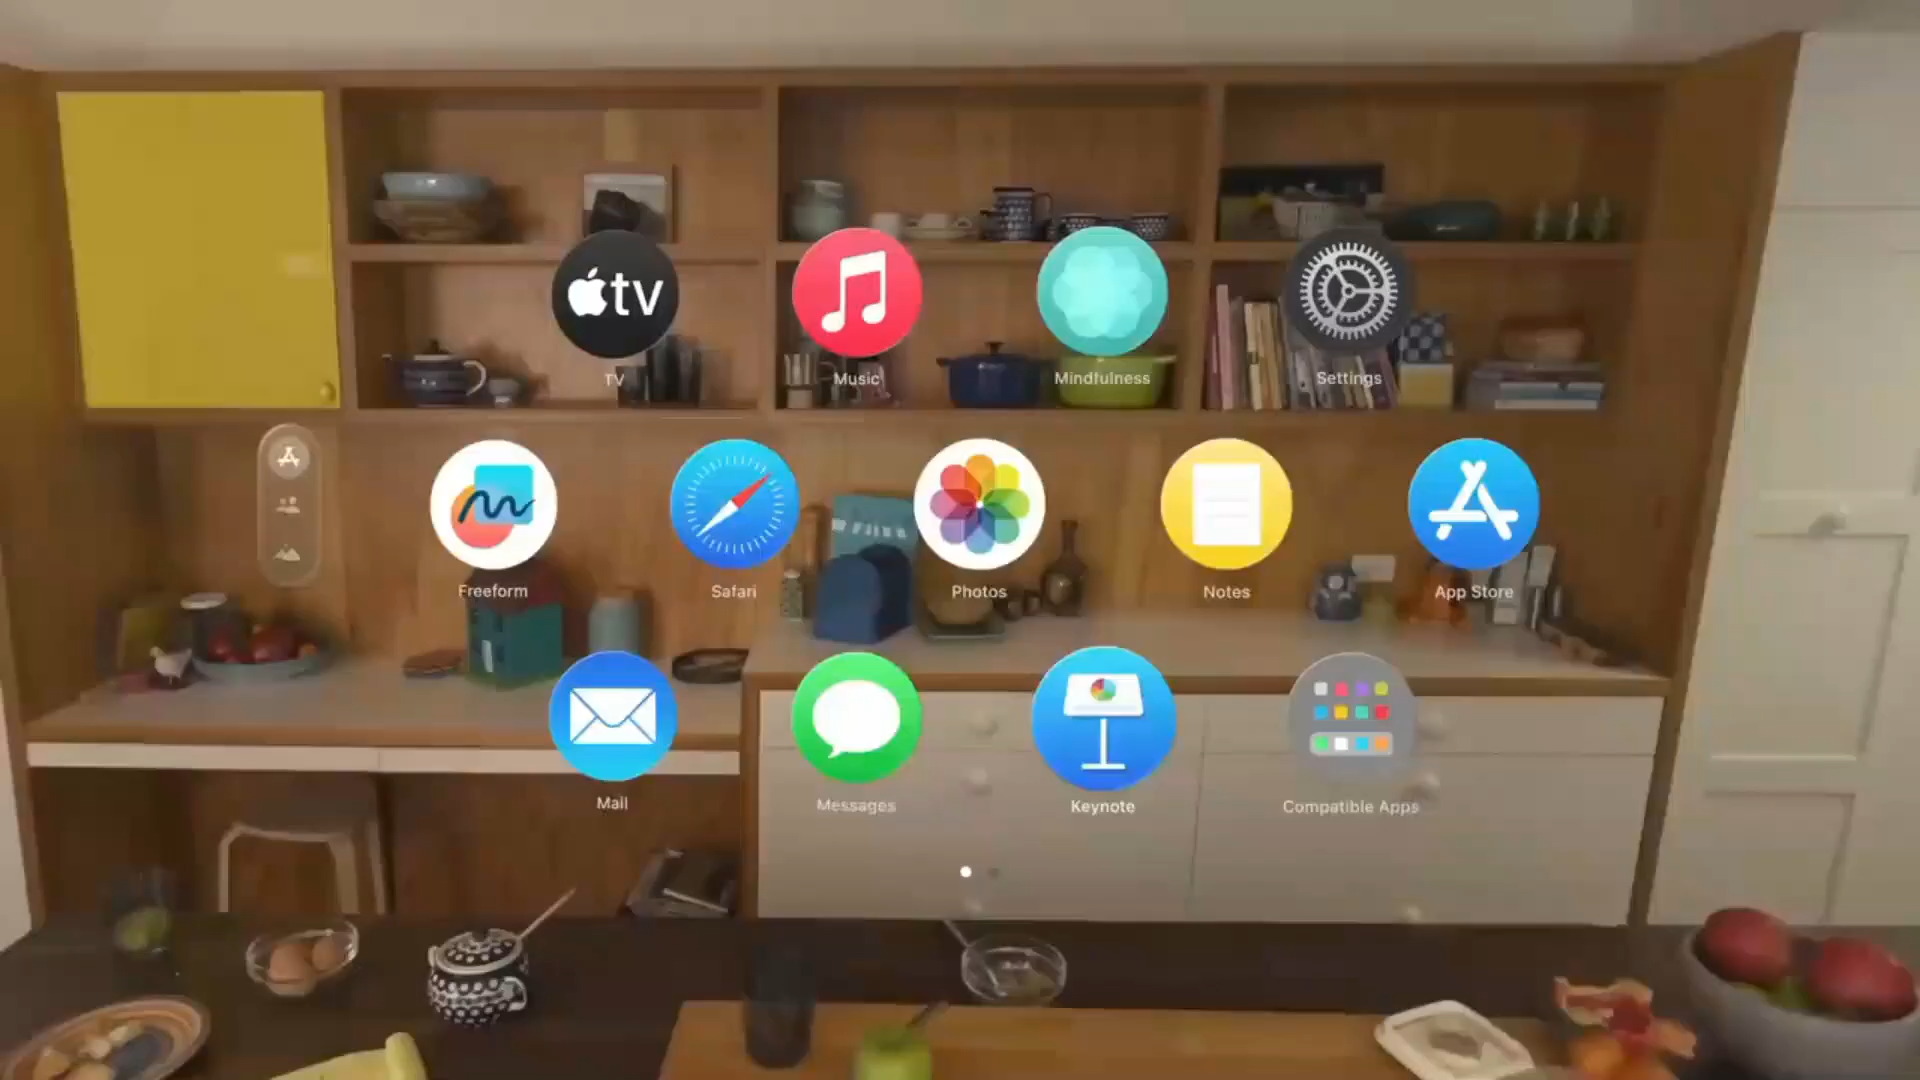 tv
TV
Music
Mindfulness
Settings
Freeform
Safari
Photos
Notes
App Store
Mail
Messages
Keynote
Compatible Apps